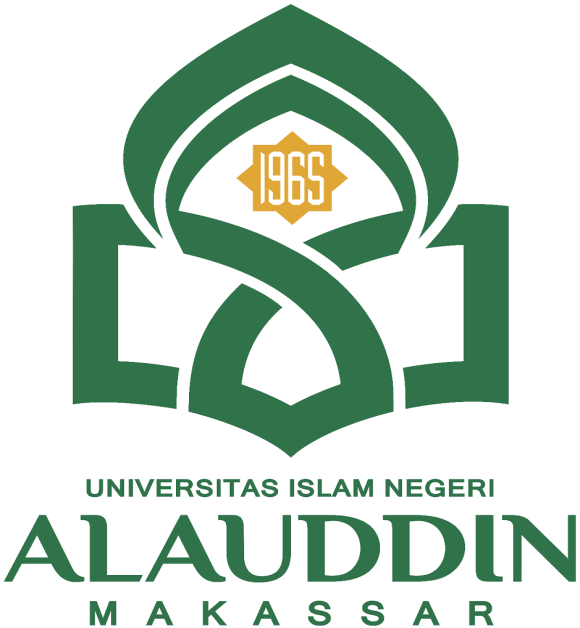 1965
UNIVERSITAS ISLAM NEGERI
ALAUDDIN
MAKASSAR